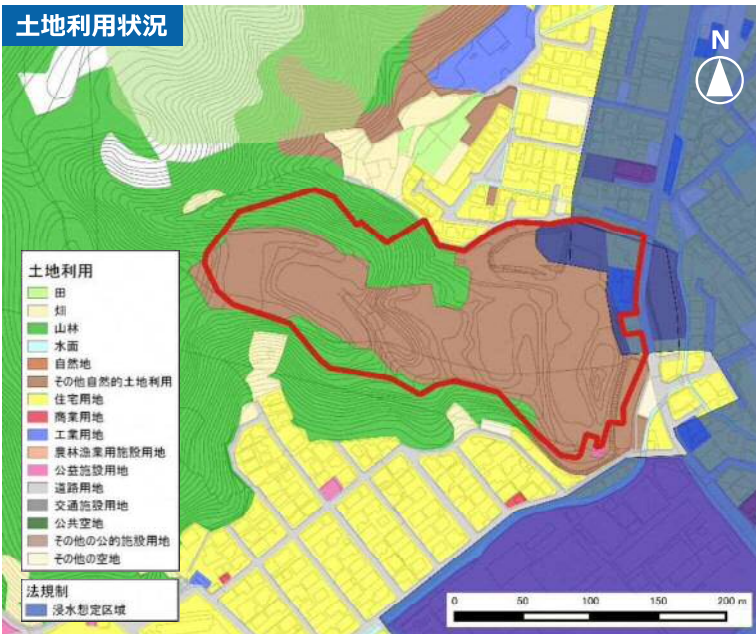 土地利用状況
N
土地利用
田
畑
山林
水面
自然地
その他自然的土地利用
住宅用地
商業用地
工業用地
農林漁業用施設用地
公益施設用地
道路用地
交通施設用地
公共空地
その他の公的施設用地
その他の空地
法規制
浸水想定区域
0 50 100 150 200 m